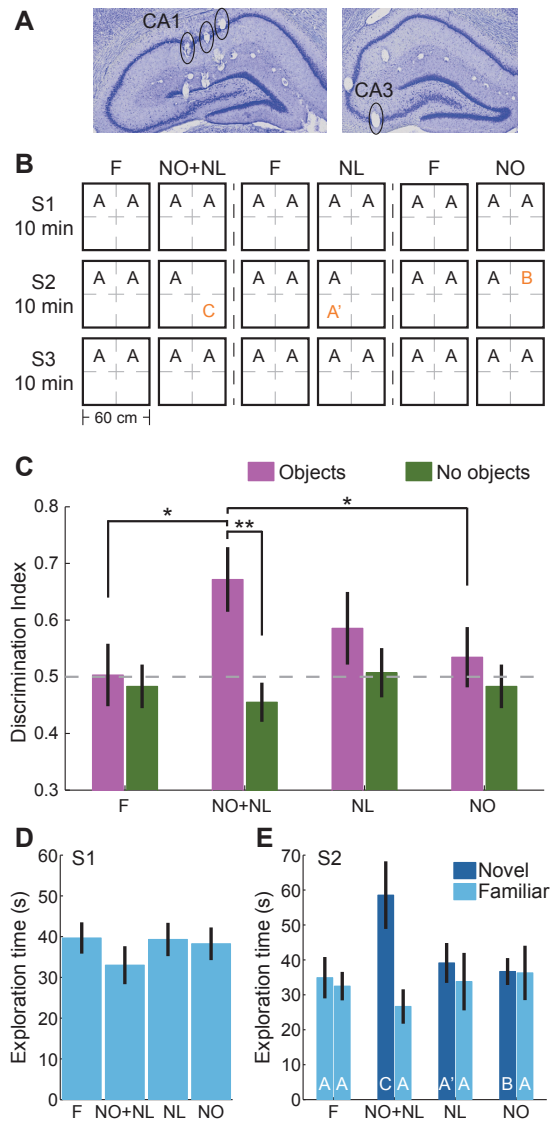 A
CA1
CA3
B
F NO+NL F NL F NO
S1
10 min
A A A A A A A A A A A A
S2
10 min
A A A C A A A A' A A A B
S3
10 min
A A A A A A A A A A A A
60 cm
C
Objects No objects
* ** *
Discrimination Index
0.8
0.7
0.6
0.5
0.4
0.3
F NO+NL NL NO
D S1
Exploration time (s)
60
50
40
30
20
10
0
F NO+NL NL NO
E S2
Novel
Familiar
Exploration time (s)
70
60
50
40
30
20
10
0
A A C A A' A B A
F NO+NL NL NO